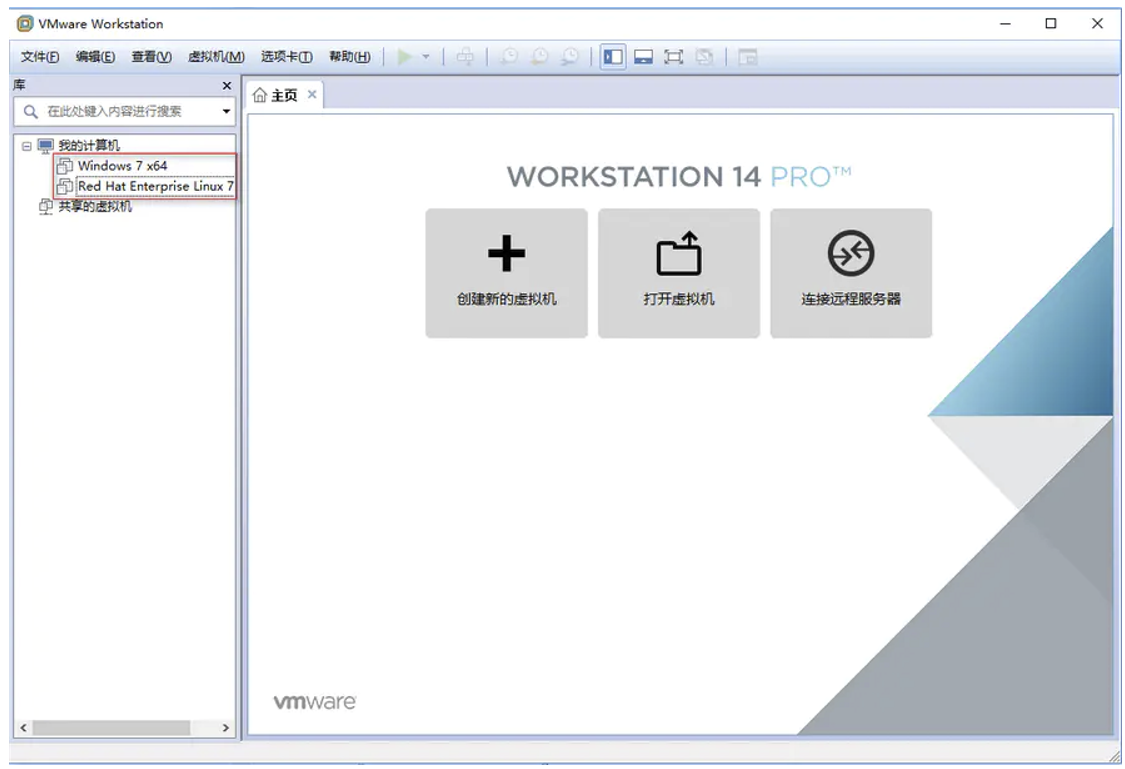 VMware Workstation
文件(F) 编辑(E) 查看(V) 虚拟机(M) 选项卡(T) 帮助(H)
库
在此处键入内容进行搜索
我的计算机
Windows 7 x64
Red Hat Enterprise Linux 7
共享的虚拟机
主页
WORKSTATION 14 PRO™
创建新的虚拟机
打开虚拟机
连接远程服务器
vmware